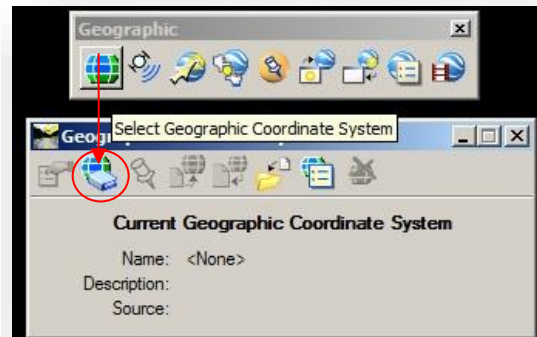 Geographic
Select Geographic Coordinate System
Current Geographic Coordinate System
Name: <None>
Description:
Source: